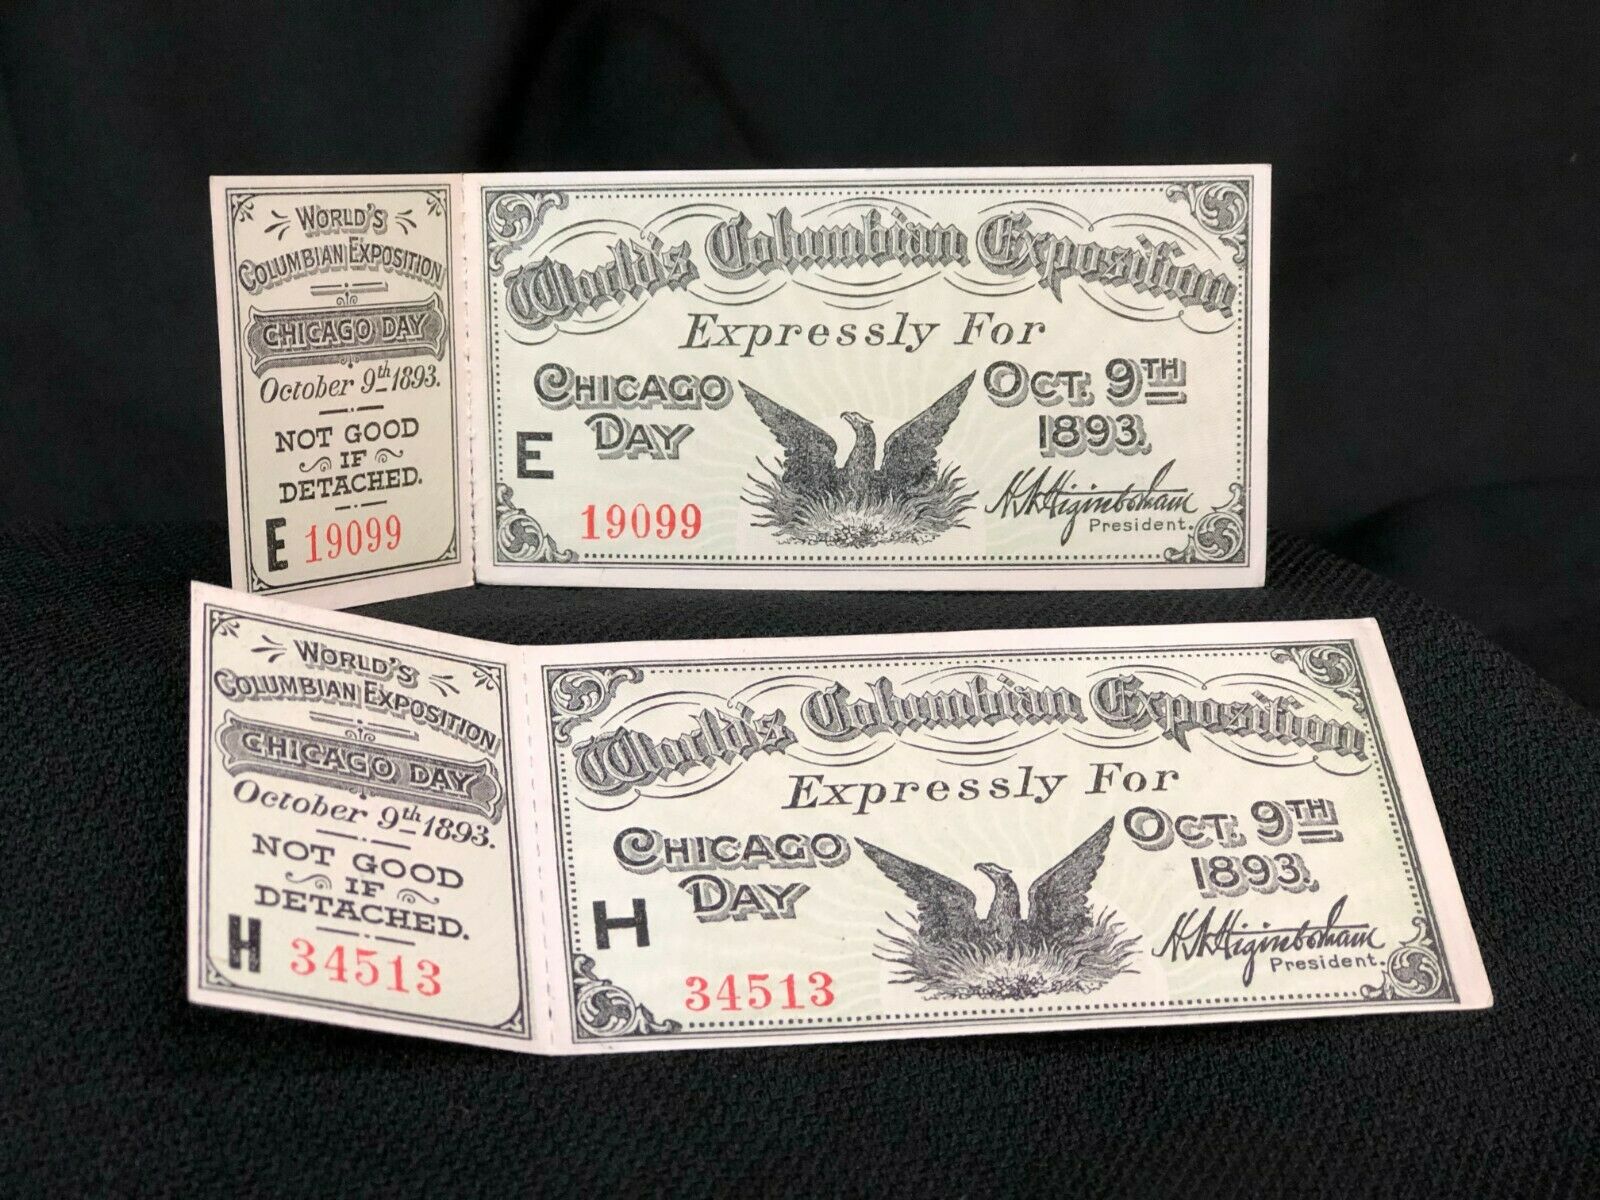 WORLD'S
COLUMBIAN EXPOSITION
CHICAGO DAY
October 9th 1893.
NOT GOOD
IF
DETACHED.
E 19099
World's Columbian Exposition
Expressly For
CHICAGO DAY
OCT. 9TH 1893.
E
19099
H. N. Higinbotham
President.
WORLD'S
COLUMBIAN EXPOSITION
CHICAGO DAY
October 9th 1893.
NOT GOOD
IF
DETACHED.
H 34513
World's Columbian Exposition
Expressly For
CHICAGO DAY
OCT. 9TH 1893.
H
34513
H. N. Higinbotham
President.